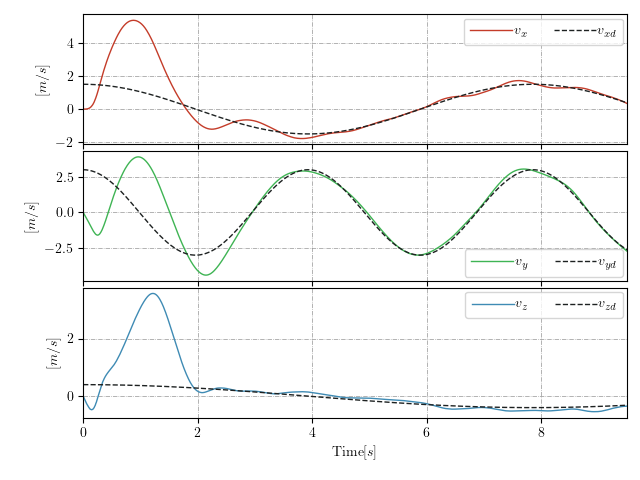 4
2
0
−2
[m/s]
v_x
v_xd
2.5
0.0
−2.5
[m/s]
v_y
v_yd
2
0
[m/s]
v_z
v_zd
0 2 4 6 8
Time[s]